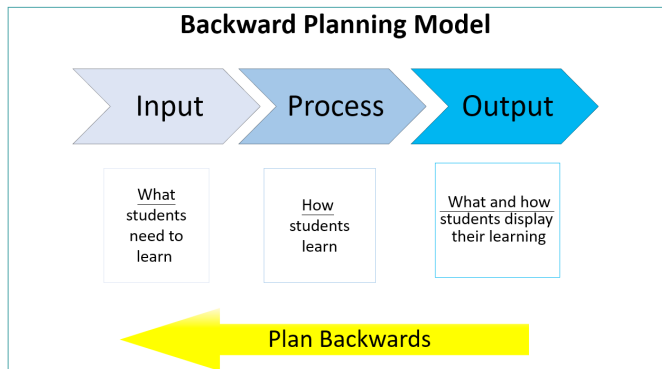 Backward Planning Model
Input
Process
Output
What
students
need to
learn
How
students
learn
What and how
students display
their learning
Plan Backwards